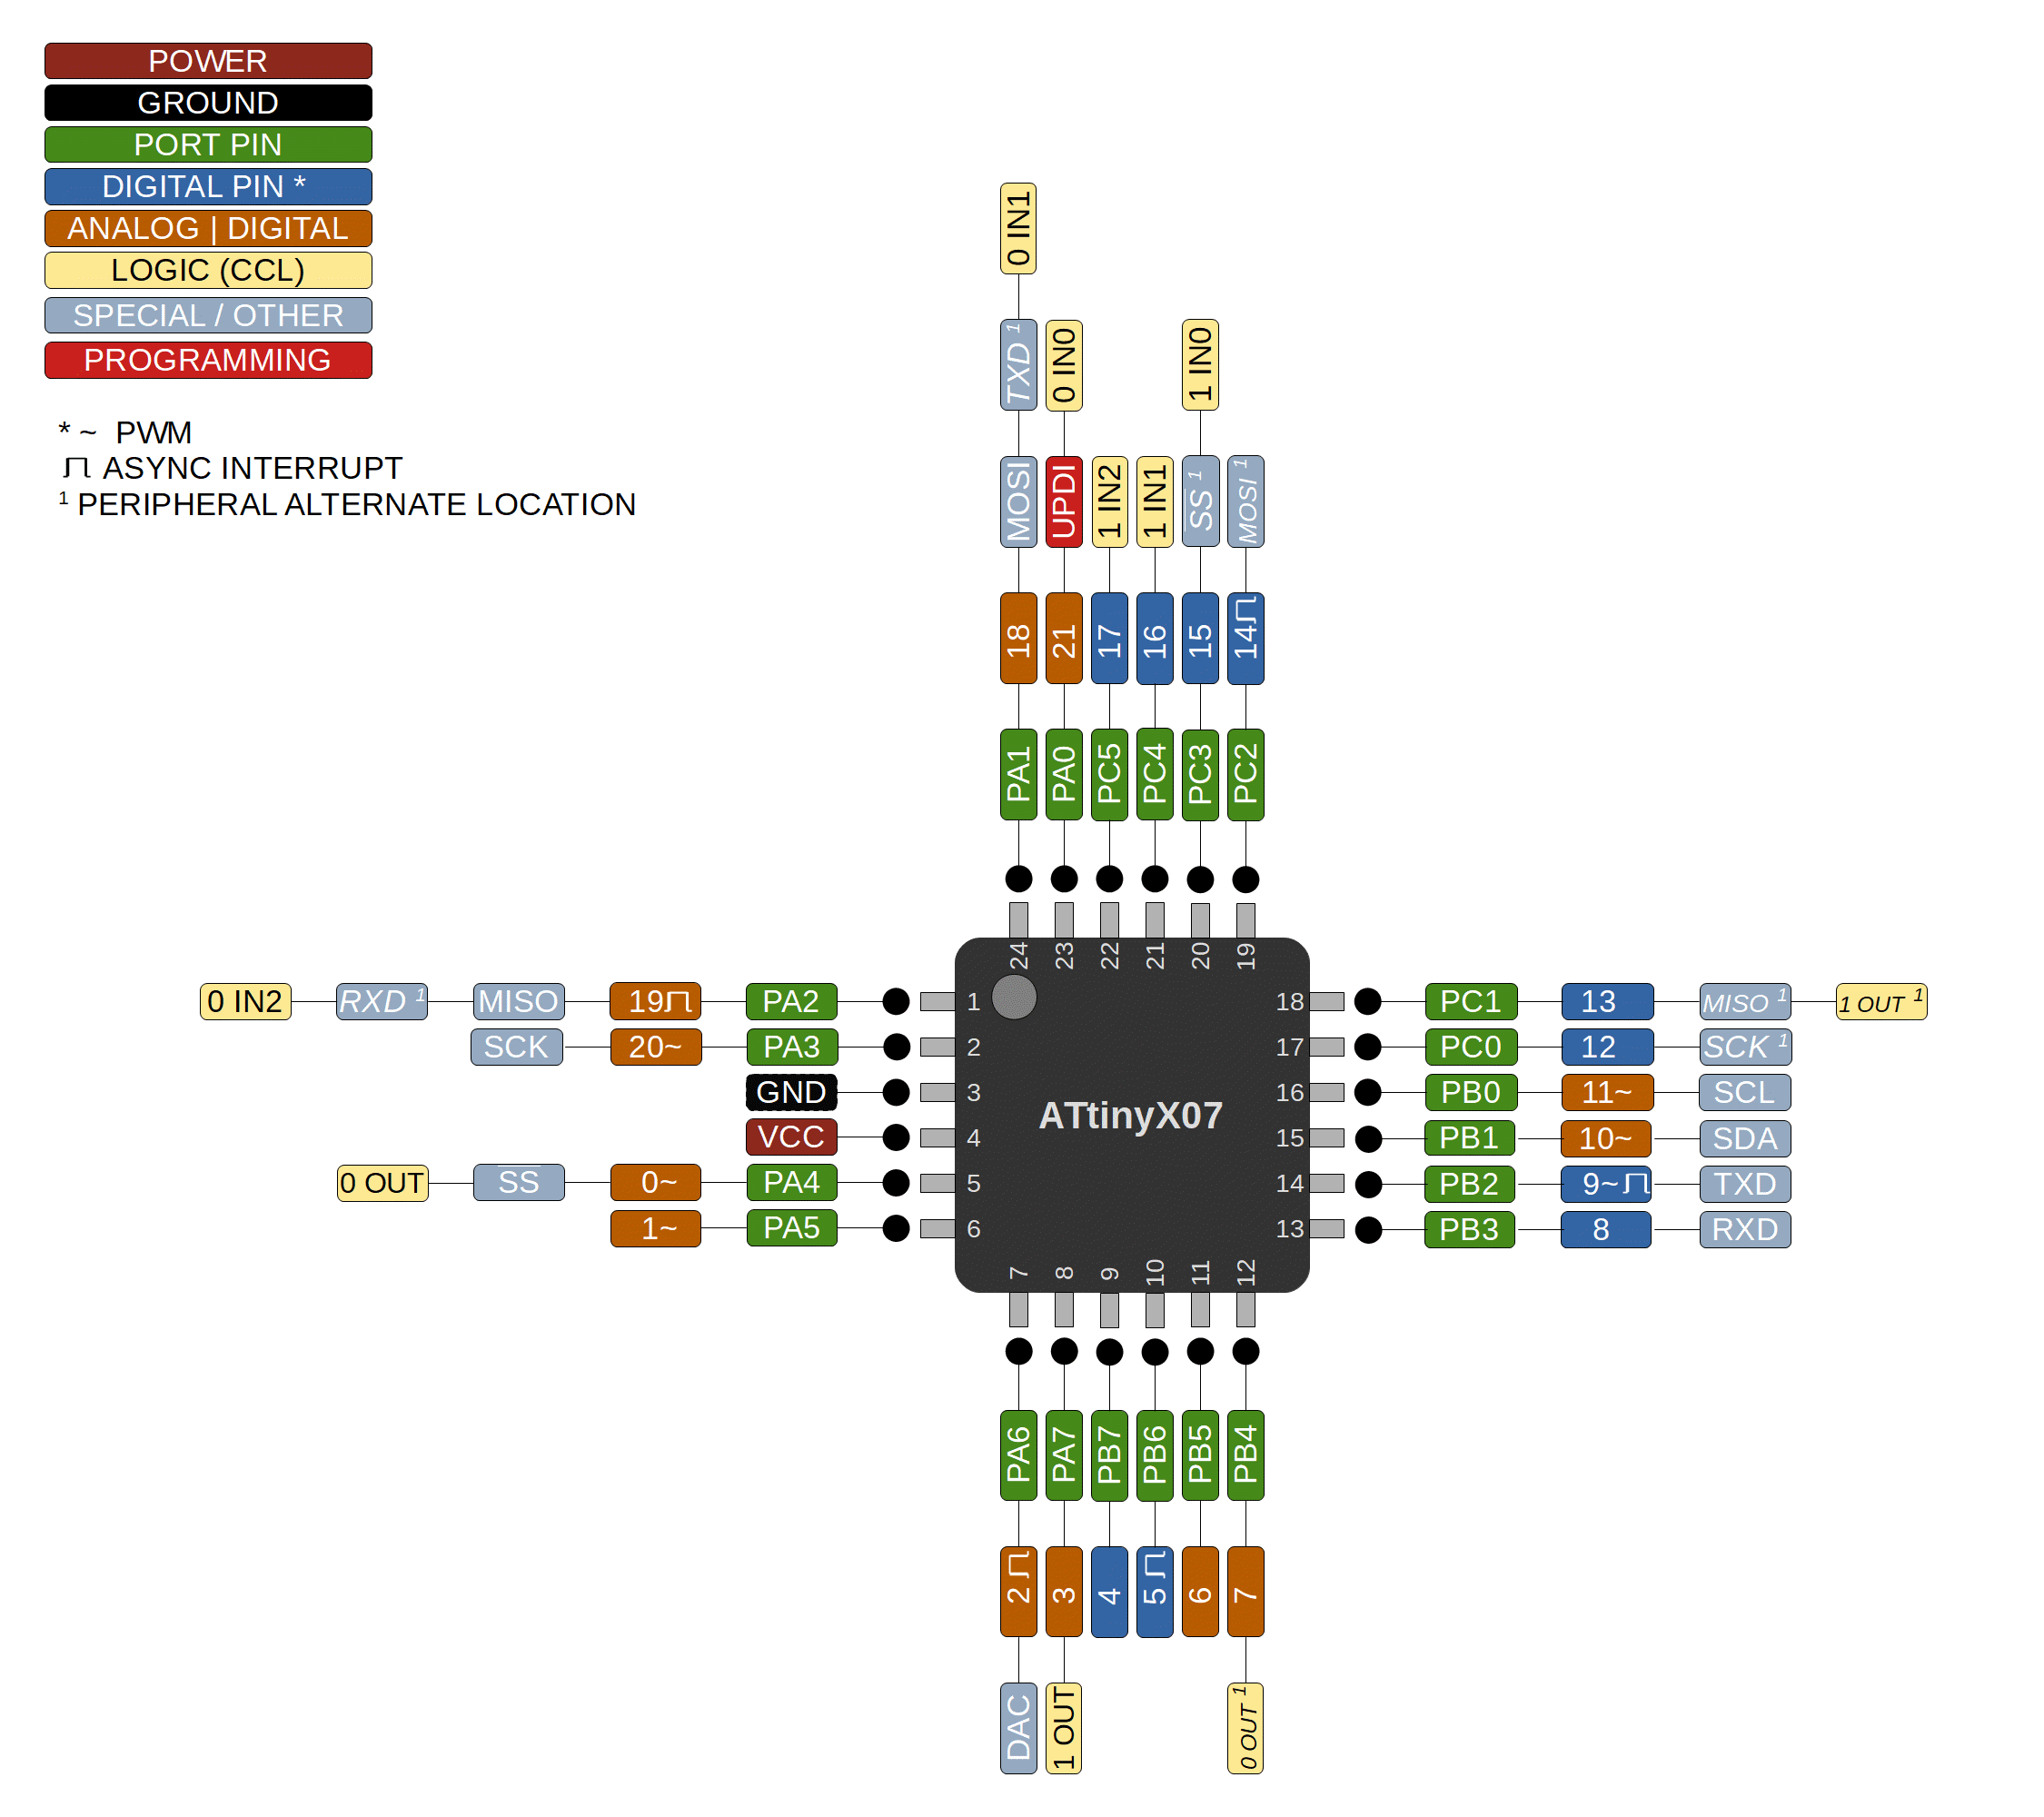 POWER
GROUND
PORT PIN
DIGITAL PIN *
ANALOG | DIGITAL
LOGIC (CCL)
SPECIAL / OTHER
PROGRAMMING
* ~ PWM
ASYNC INTERRUPT
¹ PERIPHERAL ALTERNATE LOCATION
0 IN1
TXD ¹ 0 IN0 1 IN0
MOSI UPDI 1 IN2 1 IN1 SS ¹ MOSI ¹
18 21 17 16 15 14
PA1 PA0 PC5 PC4 PC3 PC2
24 23 22 21 20 19
0 IN2 RXD ¹ MISO 19 PA2 1 18 PC1 13 MISO ¹ 1 OUT ¹
SCK 20~ PA3 2 17 PC0 12 SCK ¹
GND 3 16 PB0 11~ SCL
ATtinyX07
VCC 4 15 PB1 10~ SDA
0 OUT SS 0~ PA4 5 14 PB2 9~ TXD
1~ PA5 6 13 PB3 8 RXD
7 8 9 10 11 12
PA6 PA7 PB7 PB6 PB5 PB4
2 3 4 5 6 7
DAC 1 OUT 0 OUT ¹